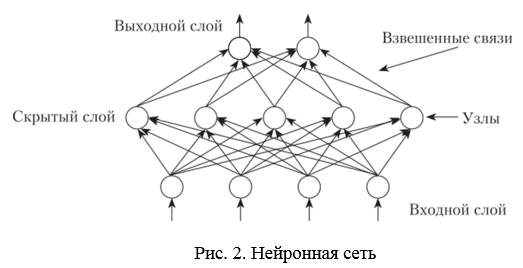 Выходной слой
Взвешенные связи
Скрытый слой
Узлы
Входной слой
Рис. 2. Нейронная сеть